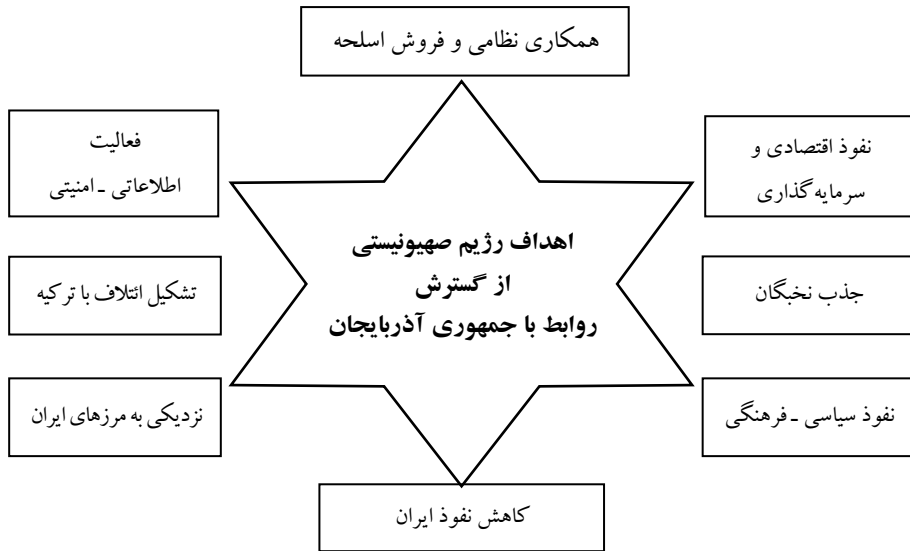 همکاری نظامی و فروش اسلحه
نفوذ اقتصادی و
سرمایه‌گذاری
فعالیت
اطلاعاتی ـ امنیتی
اهداف رژیم صهیونیستی
از گسترش
روابط با جمهوری آذربایجان
جذب نخبگان
تشکیل ائتلاف با ترکیه
نفوذ سیاسی ـ فرهنگی
نزدیکی به مرزهای ایران
کاهش نفوذ ایران